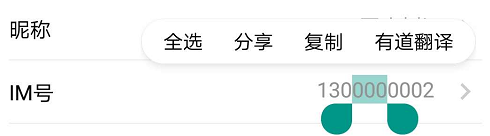 昵称
全选 分享 复制 有道翻译
IM号 1300000002